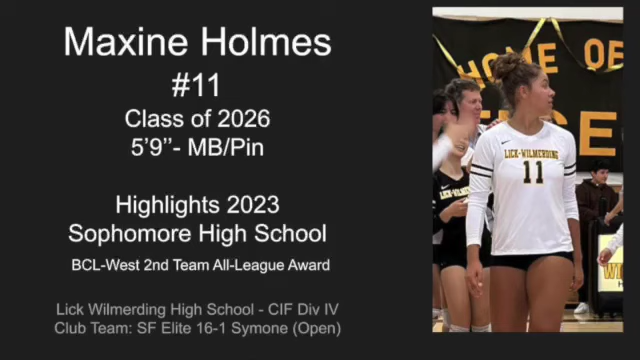 Maxine Holmes
#11
Class of 2026
5’9’’- MB/Pin
Highlights 2023
Sophomore High School
BCL-West 2nd Team All-League Award
Lick Wilmerding High School - CIF Div IV
Club Team: SF Elite 16-1 Symone (Open)
HOME OF
LICK-WILMERDING
11